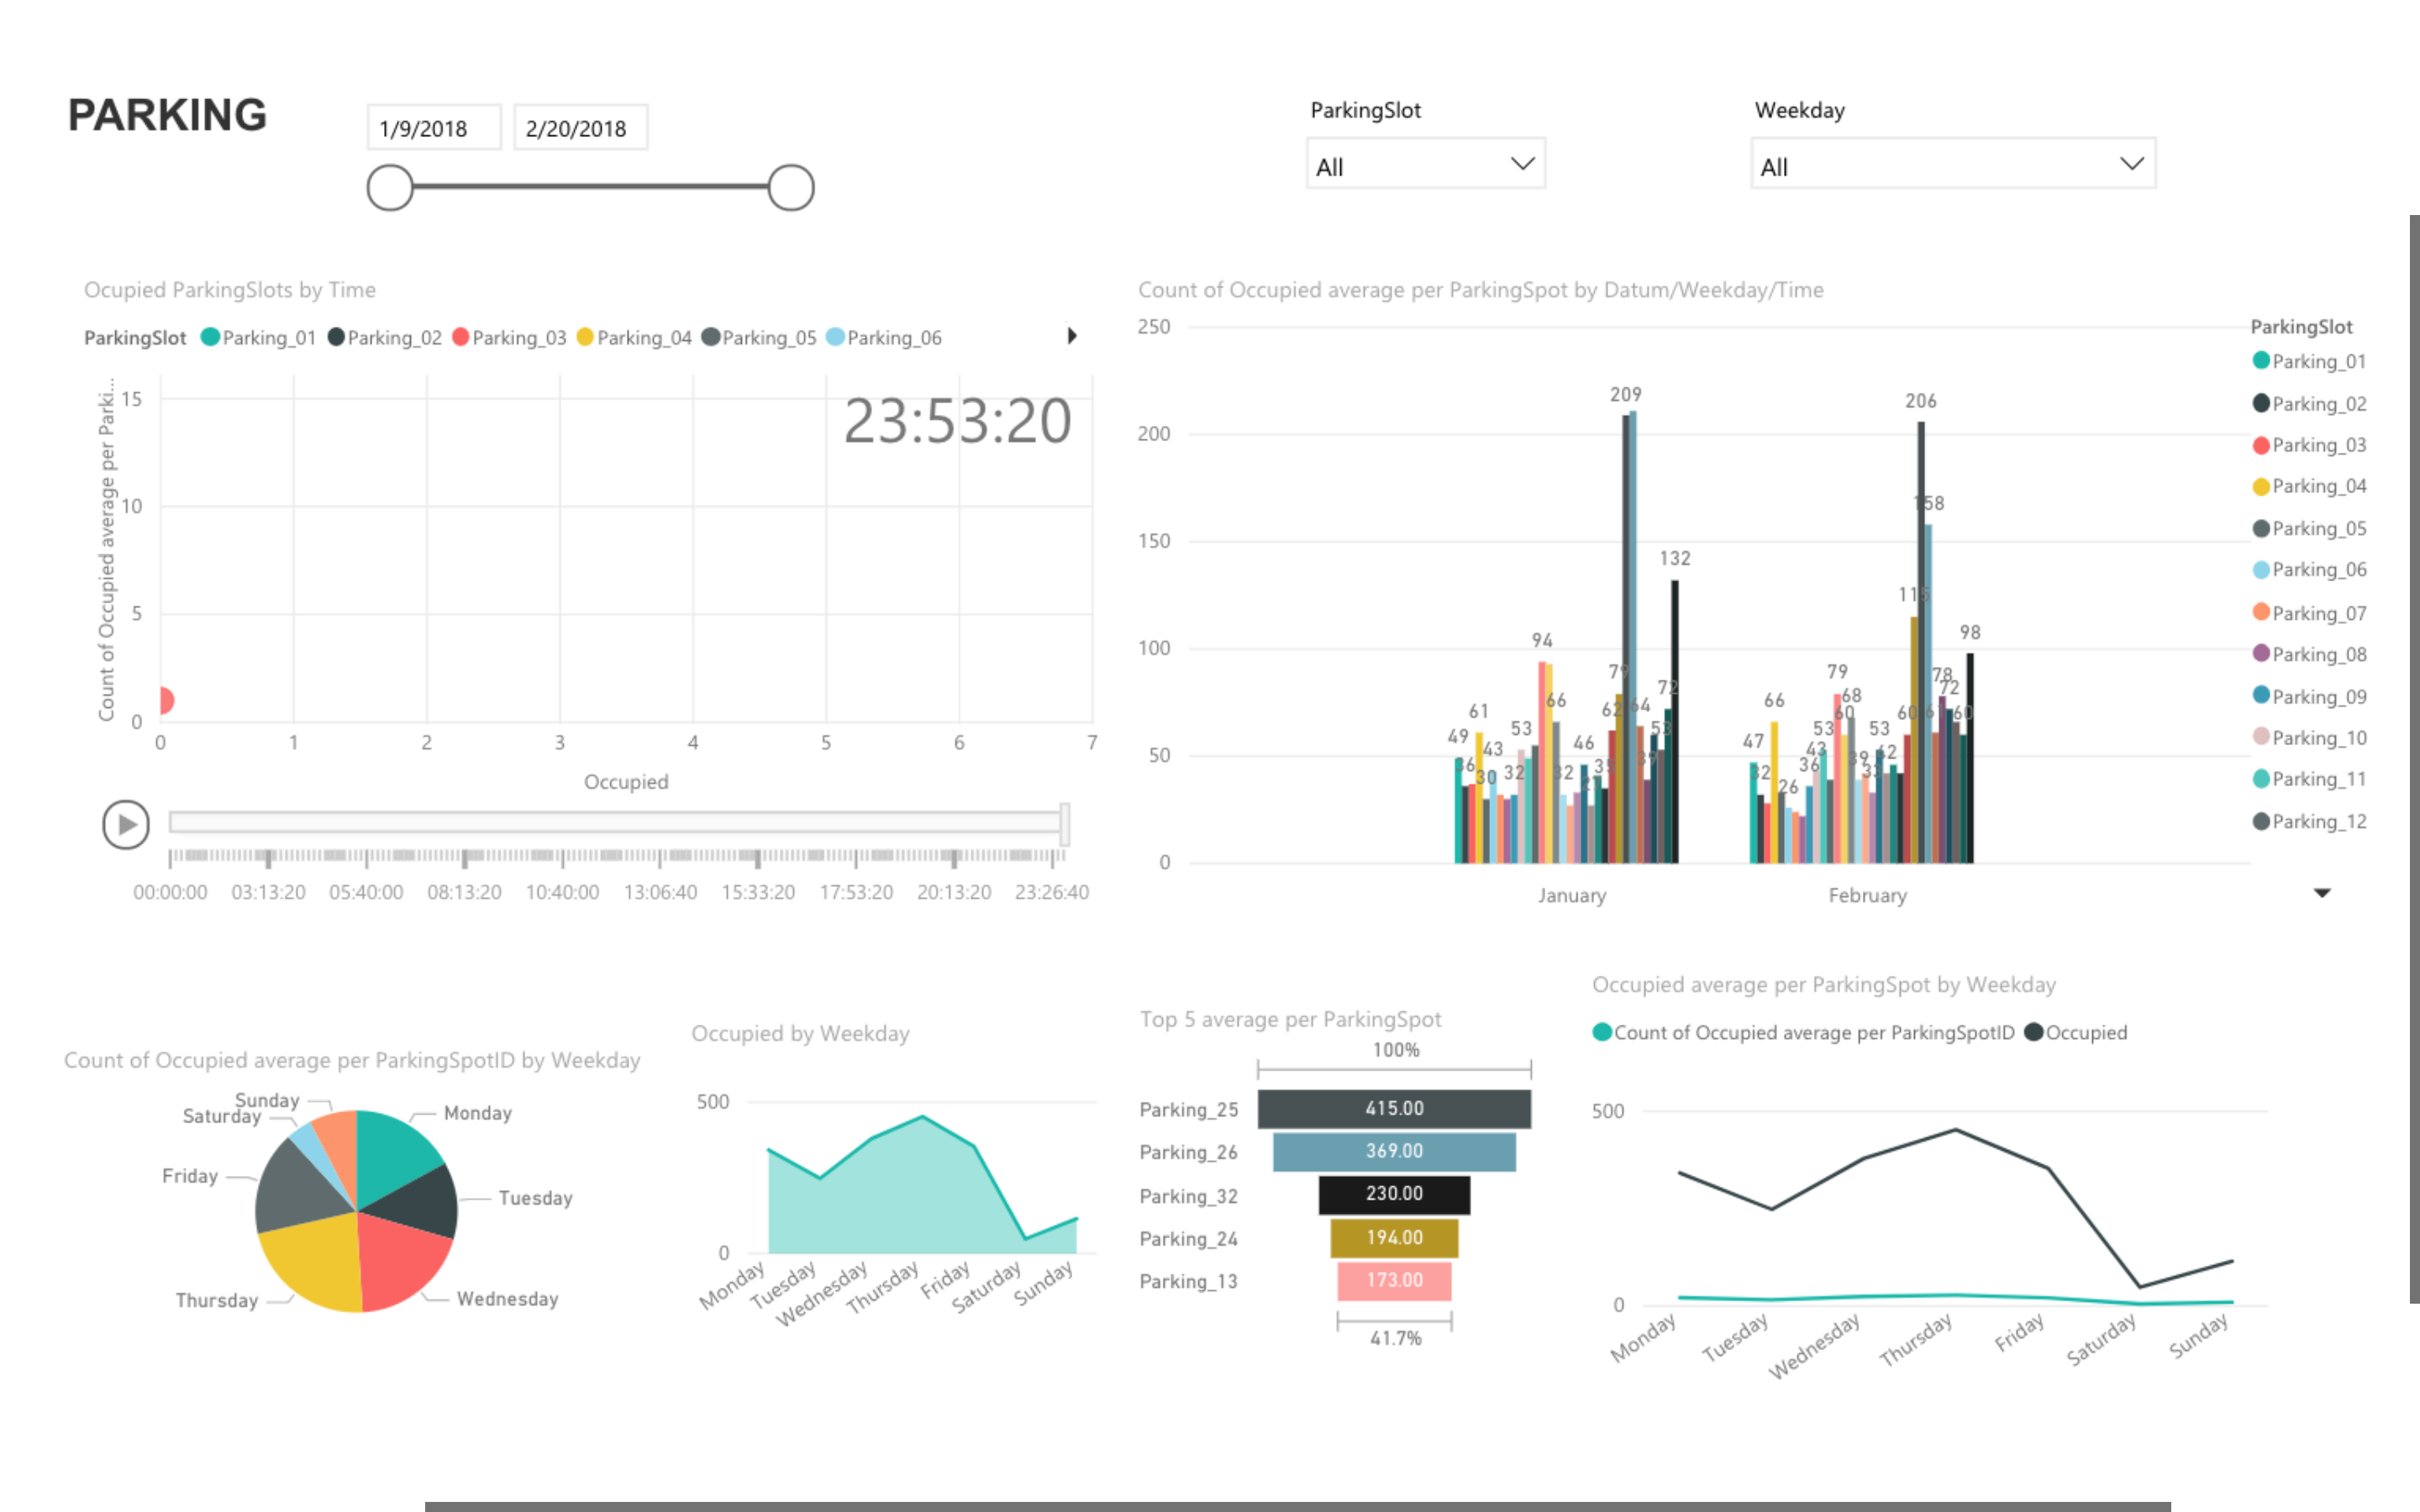 PARKING
1/9/2018
2/20/2018
ParkingSlot
All
Weekday
All
Ocupied ParkingSlots by Time
ParkingSlot Parking_01 Parking_02 Parking_03 Parking_04 Parking_05 Parking_06
Count of Occupied average per Parki...
15
10
5
0
23:53:20
0 1 2 3 4 5 6 7
Occupied
00:00:00 03:13:20 05:40:00 08:13:20 10:40:00 13:06:40 15:33:20 17:53:20 20:13:20 23:26:40
Count of Occupied average per ParkingSpot by Datum/Weekday/Time
250
200
150
100
50
0
49 36 61 30 43 32 53 94 66 32 46 62 79 209 64 53 72 132
January
47 32 66 26 36 43 53 79 60 68 39 53 42 60 115 206 158 78 72 60 98
February
ParkingSlot
Parking_01
Parking_02
Parking_03
Parking_04
Parking_05
Parking_06
Parking_07
Parking_08
Parking_09
Parking_10
Parking_11
Parking_12
Count of Occupied average per ParkingSpotID by Weekday
Sunday
Saturday
Monday
Friday
Tuesday
Thursday
Wednesday
Occupied by Weekday
500
0
Monday Tuesday Wednesday Thursday Friday Saturday Sunday
Top 5 average per ParkingSpot
100%
Parking_25 415.00
Parking_26 369.00
Parking_32 230.00
Parking_24 194.00
Parking_13 173.00
41.7%
Occupied average per ParkingSpot by Weekday
Count of Occupied average per ParkingSpotID Occupied
500
0
Monday Tuesday Wednesday Thursday Friday Saturday Sunday